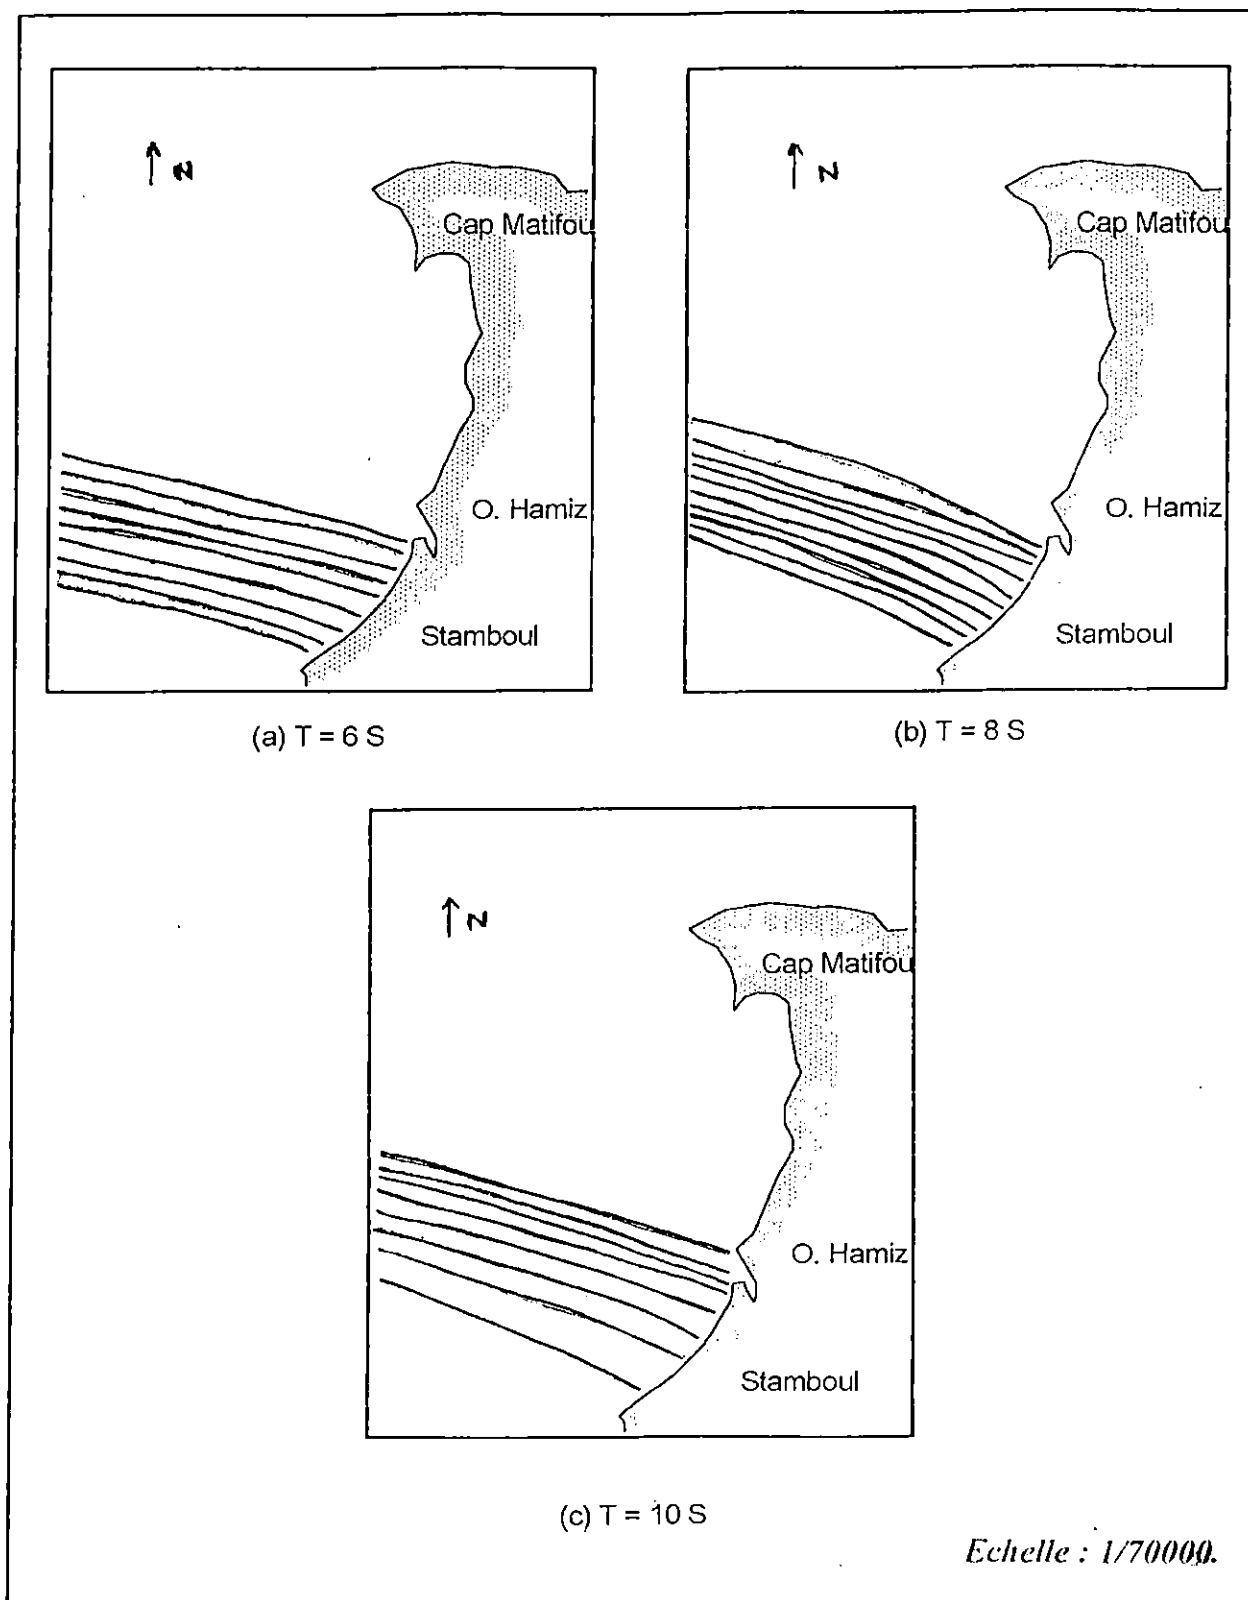 N
Cap Matifou
O. Hamiz
Stamboul
(a) T = 6 S
N
Cap Matifou
O. Hamiz
Stamboul
(b) T = 8 S
N
Cap Matifou
O. Hamiz
Stamboul
(c) T = 10 S
Echelle : 1/70000.